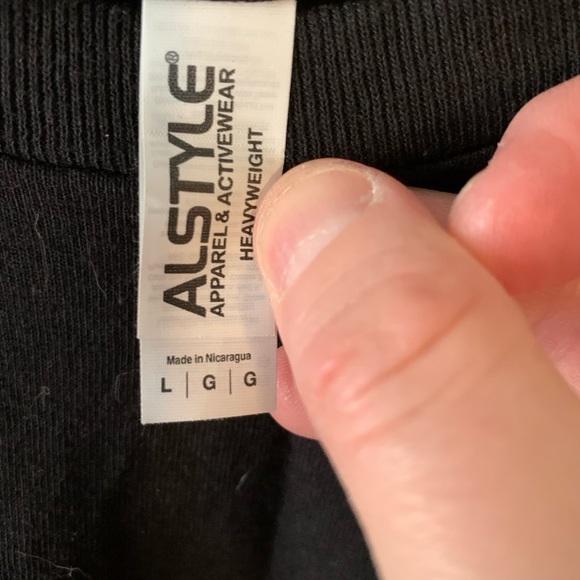 ALSTYLE®
APPAREL & ACTIVEWEAR
HEAVYWEIGHT
Made in Nicaragua
L | G | G